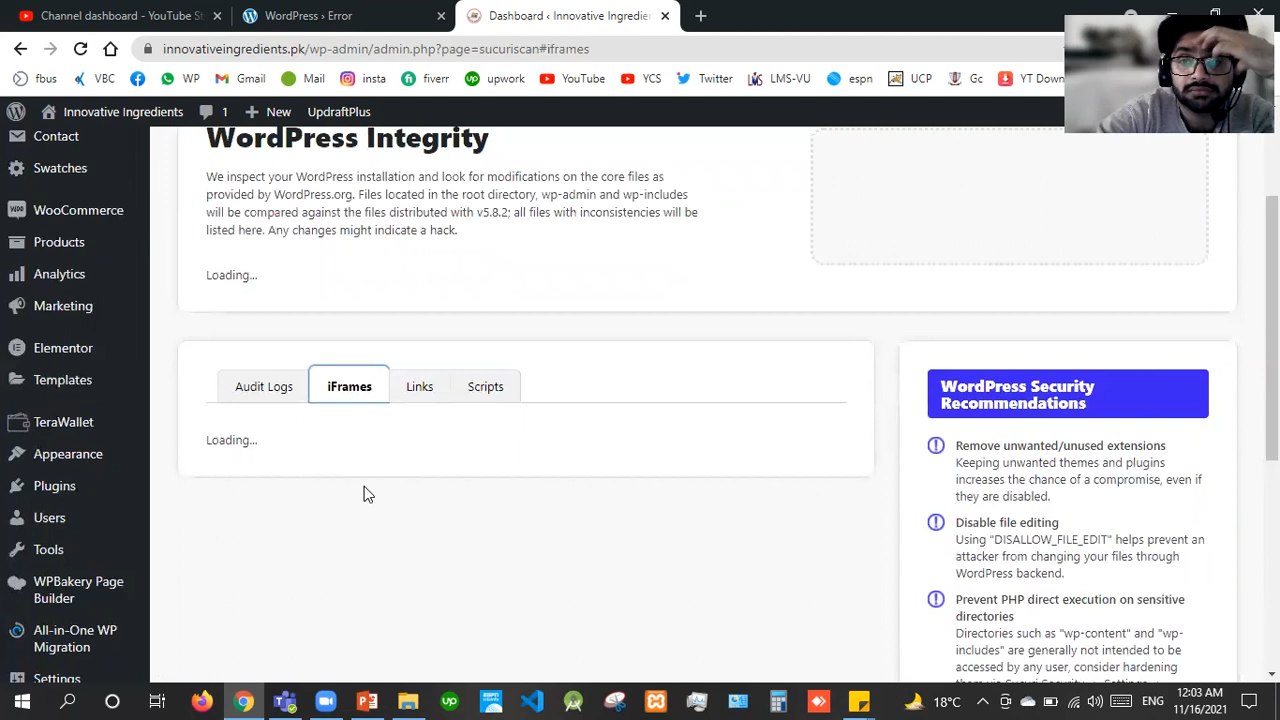 Channel dashboard - YouTube St
WordPress › Error
Dashboard ‹ Innovative Ingredien
innovativeingredients.pk/wp-admin/admin.php?page=sucuriscan#iframes
fbus
VBC
WP
Gmail
Mail
insta
fiverr
upwork
YouTube
YCS
Twitter
LMS-VU
espn
UCP
Gc
YT Down
Innovative Ingredients
1
New
UpdraftPlus
Contact
Swatches
WooCommerce
Products
Analytics
Marketing
Elementor
Templates
TeraWallet
Appearance
Plugins
Users
Tools
WPBakery Page
Builder
All-in-One WP
Migration
Settings
WordPress Integrity
We inspect your WordPress installation and look for modifications on the core files as
provided by WordPress.org. Files located in the root directory, wp-admin and wp-includes
will be compared against the files distributed with v5.8.2; all files with inconsistencies will be
listed here. Any changes might indicate a hack.
Loading...
Audit Logs
iFrames
Links
Scripts
Loading...
WordPress Security
Recommendations
Remove unwanted/unused extensions
Keeping unwanted themes and plugins
increases the chance of a compromise, even if
they are disabled.
Disable file editing
Using "DISALLOW_FILE_EDIT" helps prevent an
attacker from changing your files through
WordPress backend.
Prevent PHP direct execution on sensitive
directories
Directories such as "wp-content" and "wp-
includes" are generally not intended to be
accessed by any user, consider hardening
18°C
ENG
12:03 AM
11/16/2021